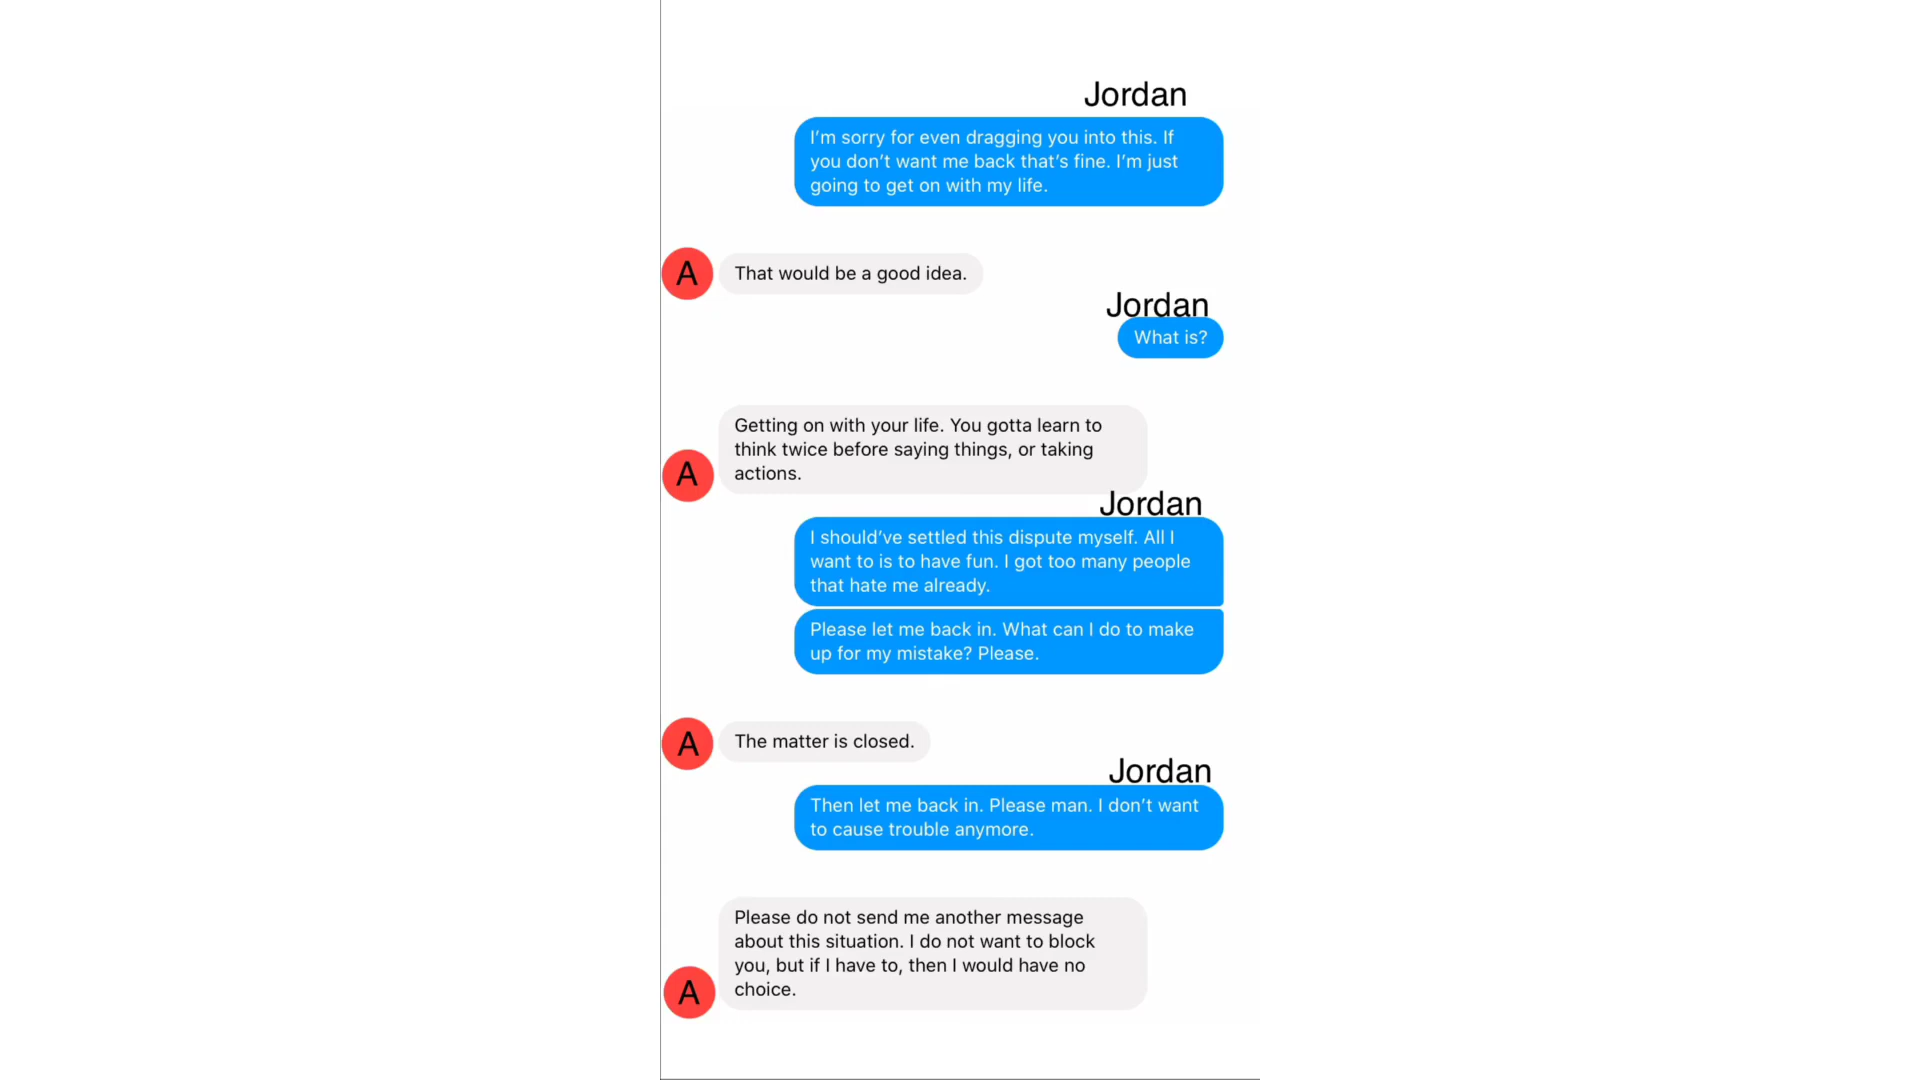 Jordan
I’m sorry for even dragging you into this. If
you don’t want me back that’s fine. I’m just
going to get on with my life.
A
That would be a good idea.
Jordan
What is?
Getting on with your life. You gotta learn to
think twice before saying things, or taking
actions.
A
Jordan
I should’ve settled this dispute myself. All I
want to is to have fun. I got too many people
that hate me already.
Please let me back in. What can I do to make
up for my mistake? Please.
A
The matter is closed.
Jordan
Then let me back in. Please man. I don’t want
to cause trouble anymore.
Please do not send me another message
about this situation. I do not want to block
you, but if I have to, then I would have no
choice.
A